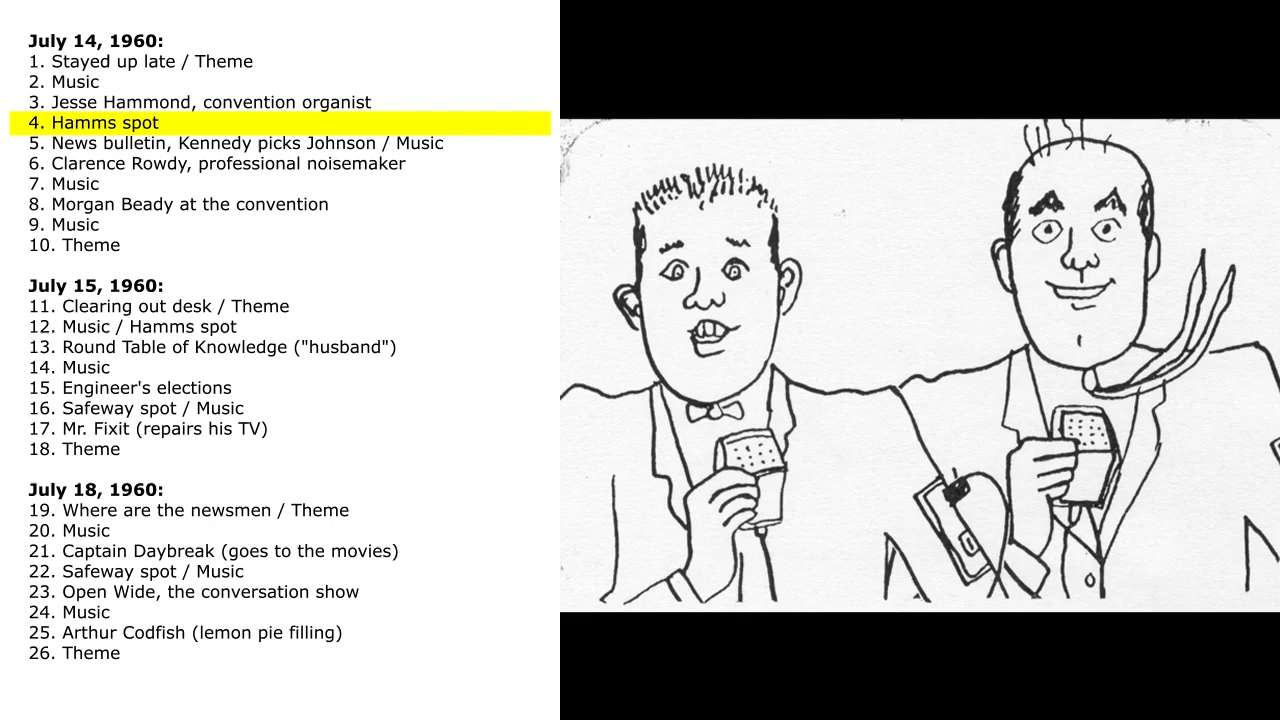 July 14, 1960:
1. Stayed up late / Theme
2. Music
3. Jesse Hammond, convention organist
4. Hamms spot
5. News bulletin, Kennedy picks Johnson / Music
6. Clarence Rowdy, professional noisemaker
7. Music
8. Morgan Beady at the convention
9. Music
10. Theme
July 15, 1960:
11. Clearing out desk / Theme
12. Music / Hamms spot
13. Round Table of Knowledge ("husband")
14. Music
15. Engineer's elections
16. Safeway spot / Music
17. Mr. Fixit (repairs his TV)
18. Theme
July 18, 1960:
19. Where are the newsmen / Theme
20. Music
21. Captain Daybreak (goes to the movies)
22. Safeway spot / Music
23. Open Wide, the conversation show
24. Music
25. Arthur Codfish (lemon pie filling)
26. Theme